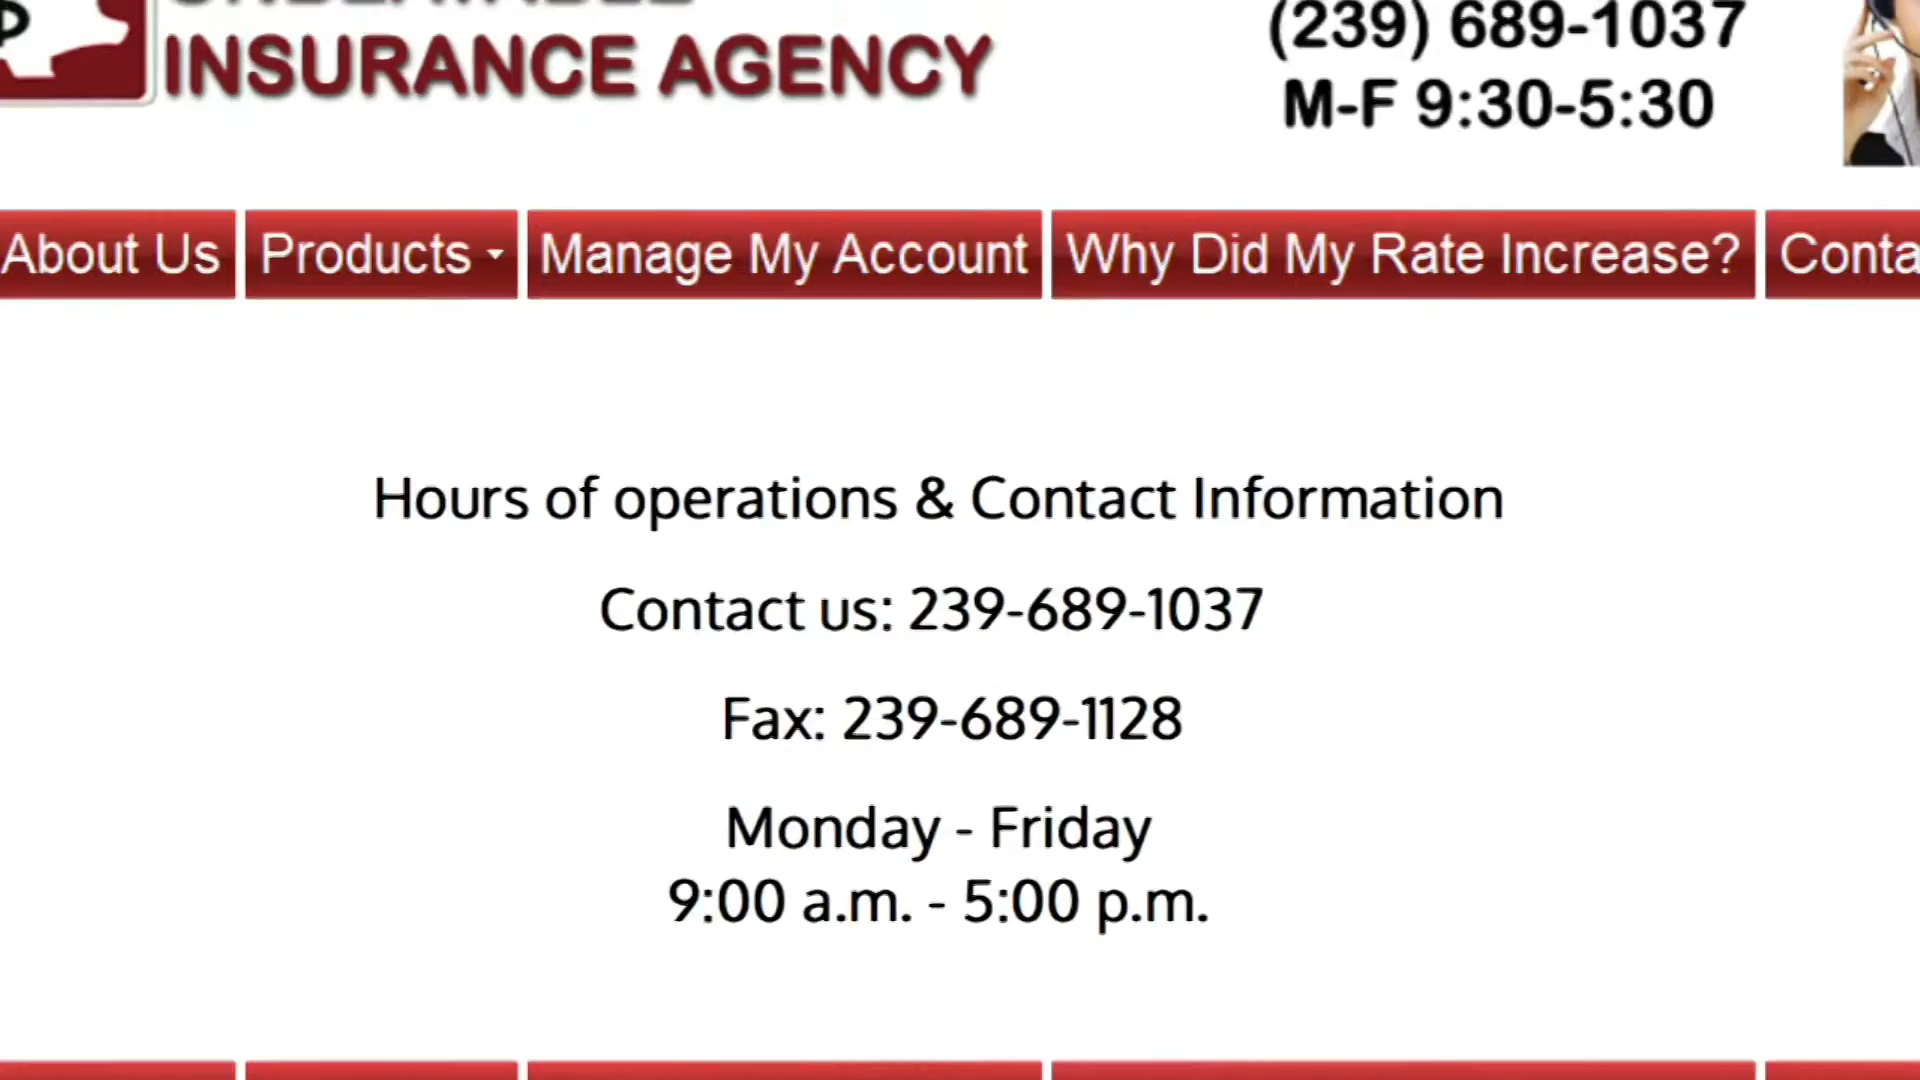 INSURANCE AGENCY
(239) 689-1037
M-F 9:30-5:30
About Us
Products
Manage My Account
Why Did My Rate Increase?
Hours of operations & Contact Information
Contact us: 239-689-1037
Fax: 239-689-1128
Monday - Friday
9:00 a.m. - 5:00 p.m.